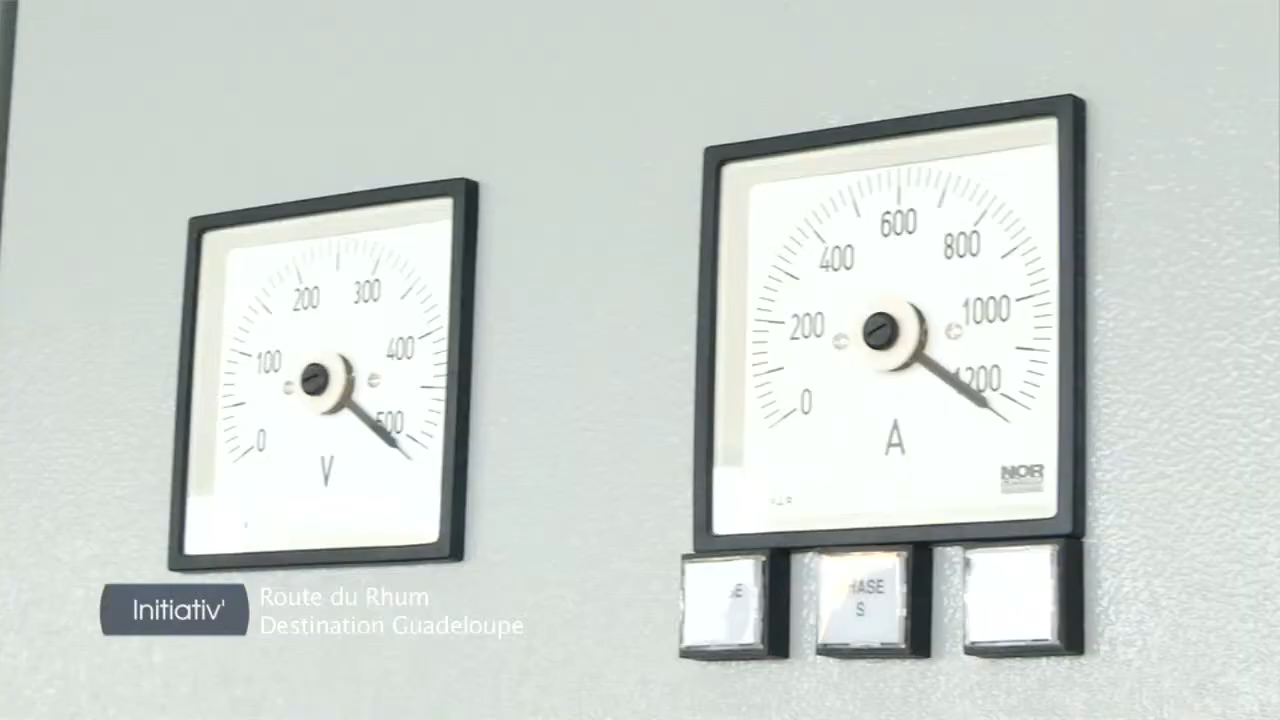 0
100
200
300
400
500
V
0
200
400
600
800
1000
1200
A
NOR
HASE
S
Initiativ'
Route du Rhum
Destination Guadeloupe